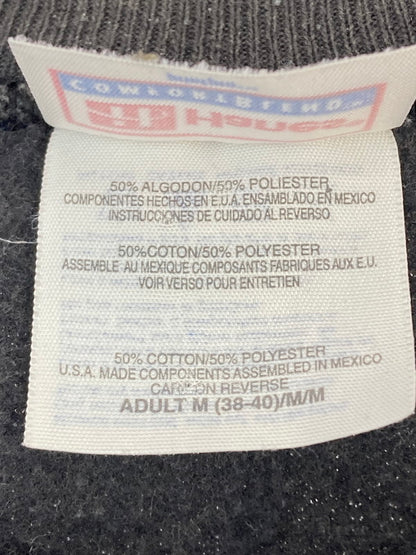 COMFORTBLEND
Hanes
50% ALGODON/50% POLIESTER
COMPONENTES HECHOS EN E.U.A. ENSAMBLADO EN MEXICO
INSTRUCCIONES DE CUIDADO AL REVERSO
50%COTON/50% POLYESTER
ASSEMBLE AU MEXIQUE COMPOSANTS FABRIQUES AUX E.U.
VOIR VERSO POUR ENTRETIEN
50% COTTON/50% POLYESTER
U.S.A. MADE COMPONENTS ASSEMBLED IN MEXICO
ON REVERSE
ADULT M (38-40)/M/M